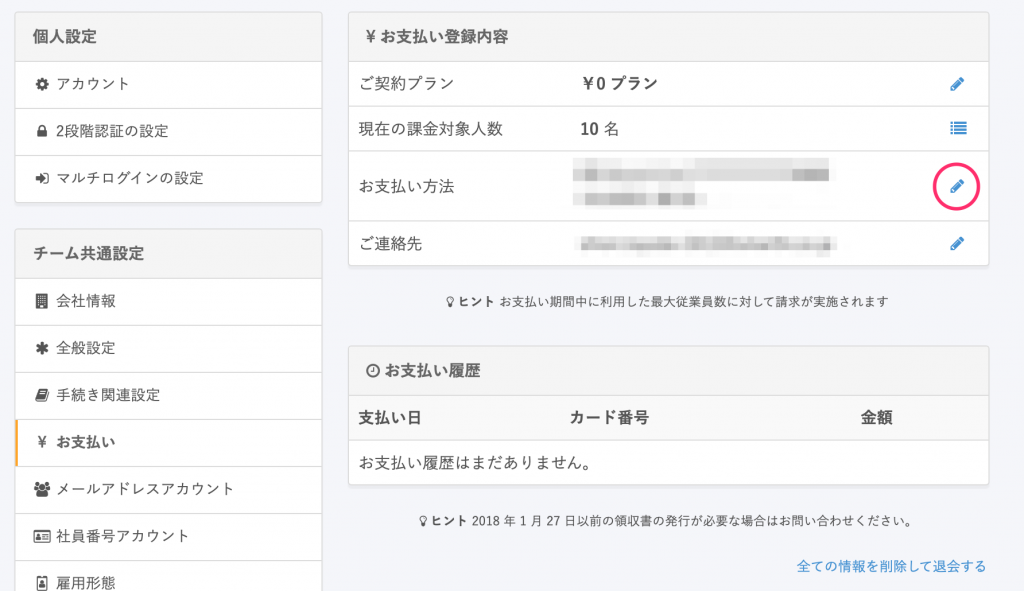 個人設定
アカウント
2段階認証の設定
マルチログインの設定
チーム共通設定
会社情報
全般設定
手続き関連設定
¥ お支払い
メールアドレスアカウント
社員番号アカウント
雇用形態
¥ お支払い登録内容
ご契約プラン ¥0 プラン
現在の課金対象人数 10 名
お支払い方法
ご連絡先
ヒント お支払い期間中に利用した最大従業員数に対して請求が実施されます
お支払い履歴
支払い日 カード番号 金額
お支払い履歴はまだありません。
ヒント 2018 年 1 月 27 日以前の領収書の発行が必要な場合はお問い合わせください。
全ての情報を削除して退会する